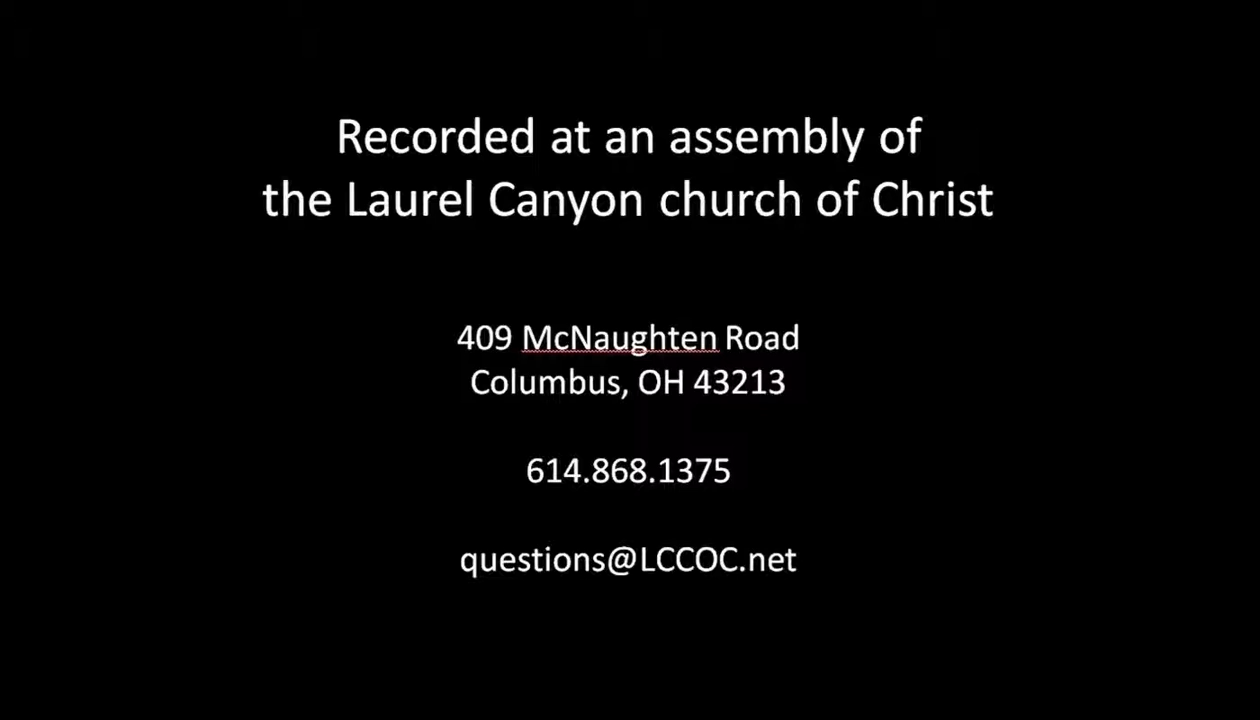 Recorded at an assembly of
the Laurel Canyon church of Christ
409 McNaughten Road
Columbus, OH 43213
614.868.1375
questions@LCCOC.net